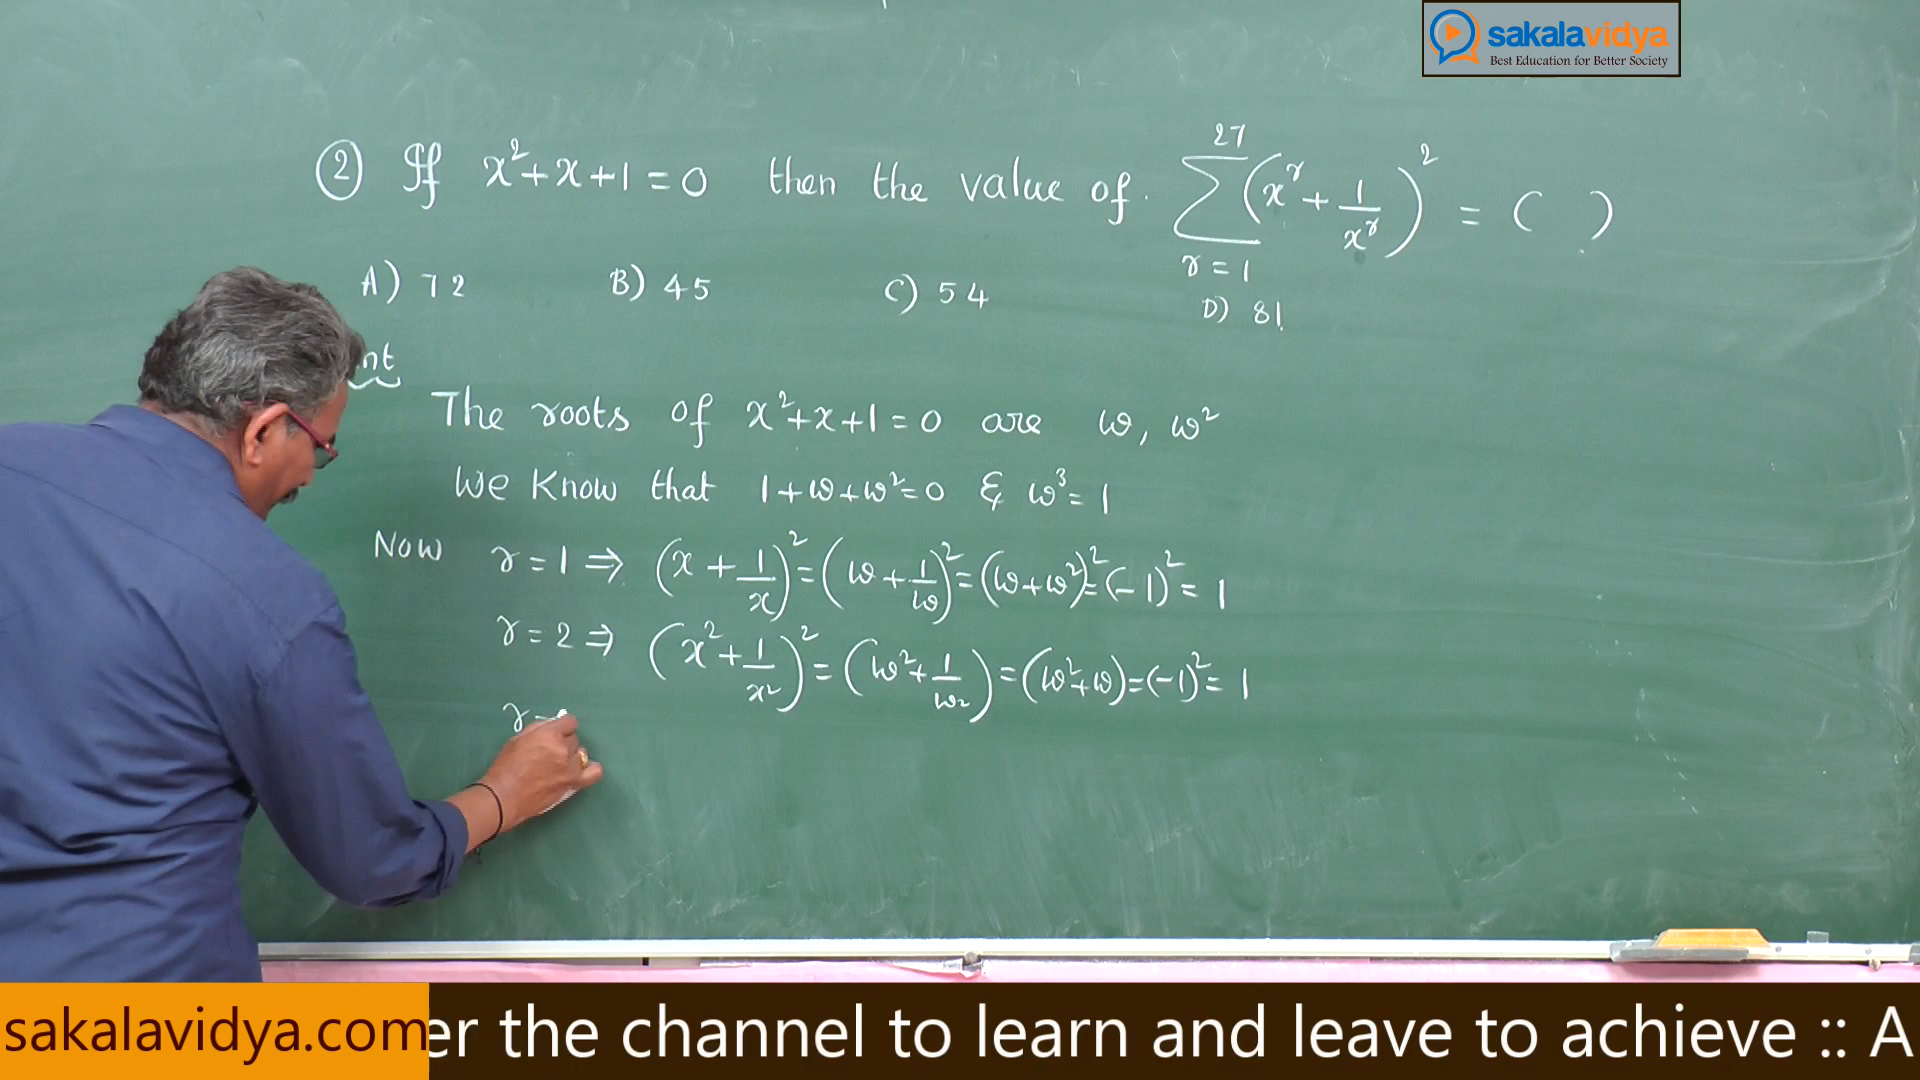 sakalavidya
Best Education for Better Society
② If x²+x+1=0 then the value of. \sum_{r=1}^{27} (x^r + 1/x^r)² = ( )
A) 72 B) 45 C) 54 D) 81
The roots of x²+x+1=0 are ω, ω²
We Know that 1+ω+ω²=0 & ω³=1
Now r=1 ⇒ (x + 1/x)² = (ω + 1/ω)² = (ω+ω²)² = (-1)² = 1
r=2 ⇒ (x² + 1/x²)² = (ω² + 1/ω²) = (ω²+ω) = (-1)² = 1
r
sakalavidya.com er the channel to learn and leave to achieve :: A